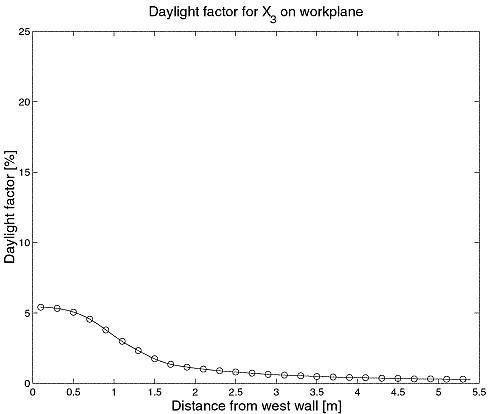 Daylight factor for X3 on workplane
25
20
15
10
5
0
Daylight factor [%]
0 0.5 1 1.5 2 2.5 3 3.5 4 4.5 5 5.5
Distance from west wall [m]